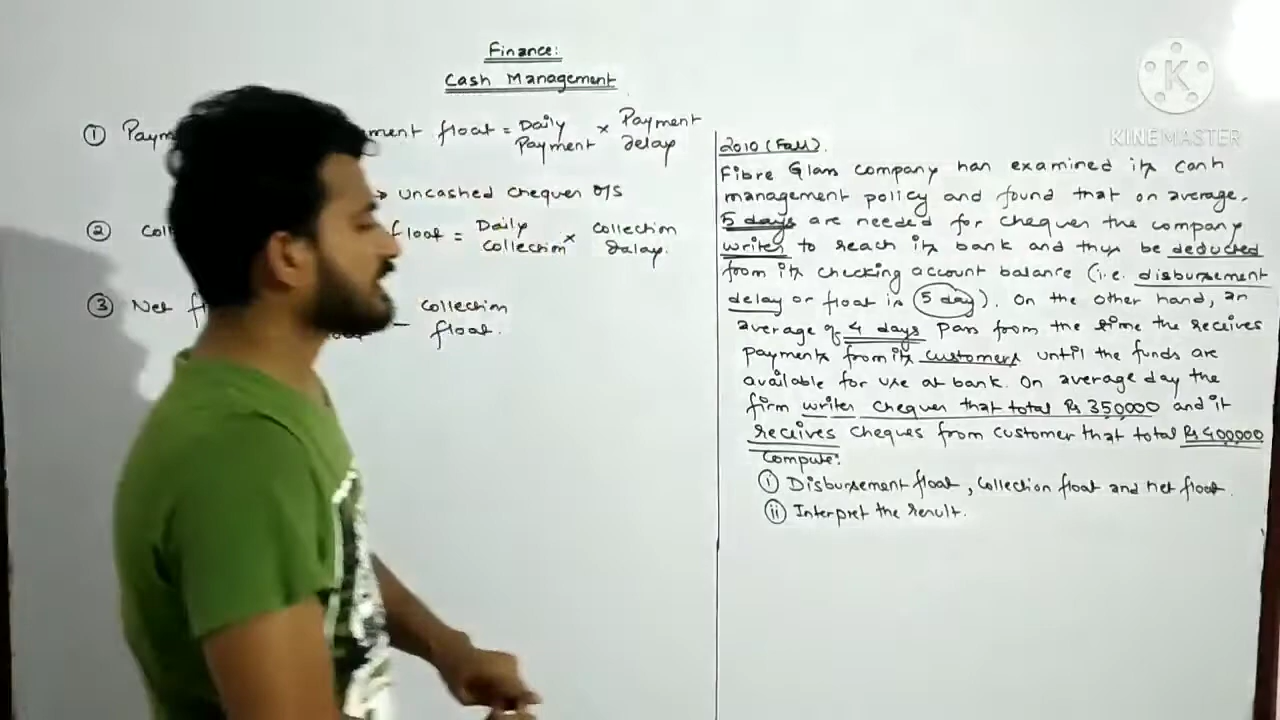 Finance:
Cash Management
① Paym ment float = Daily Payment × Payment delay
→ uncashed cheques O/S
② Coll float = Daily collection × collection delay.
③ Net fl — collection float.
2010 (Fall).
Fibre Glass company has examined its cash
management policy and found that on average,
5 days are needed for cheques the company
writes to reach its bank and thus be deducted
from its checking account balance (i.e. disbursement
delay or float is 5 day). On the other hand, an
average of 4 days pass from the time the receives
payments from its customers until the funds are
available for use at bank. On average day the
firm writes cheques that total Rs 350000 and it
receives cheques from customer that total Rs 400000
Compute:
① Disbursement float, Collection float and Net float.
ⅱ Interpret the result.
K
KINEMASTER